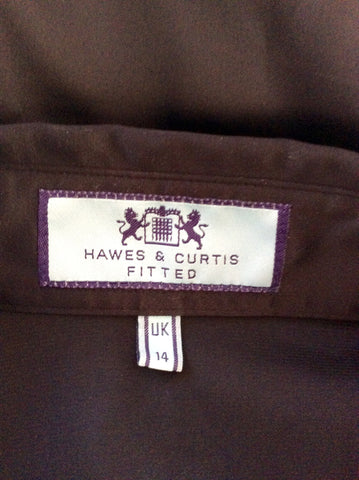 HAWES & CURTIS
FITTED
UK
14